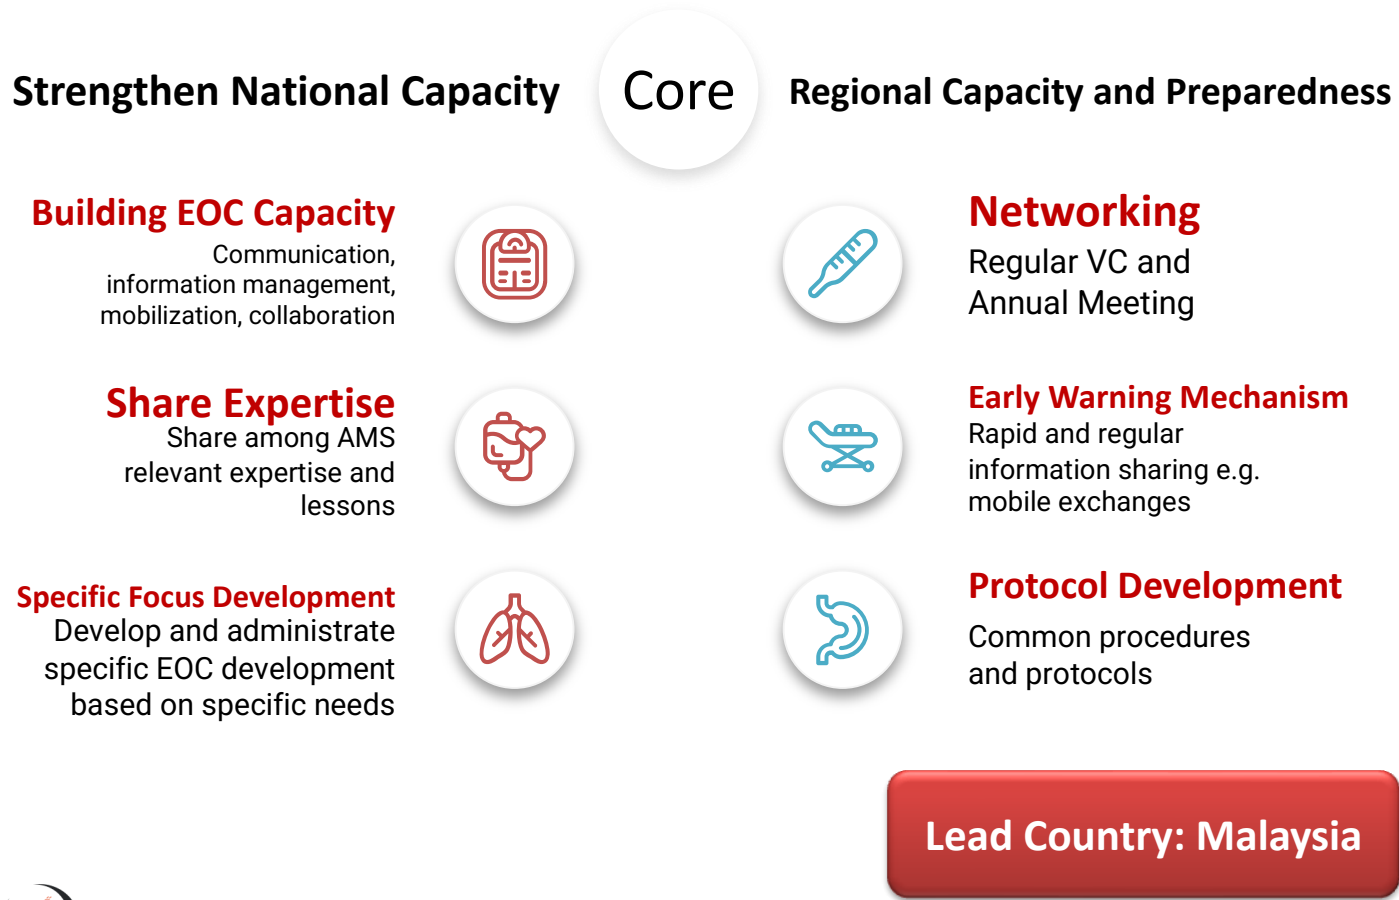 Strengthen National Capacity
Core
Regional Capacity and Preparedness
Building EOC Capacity
Communication,
information management,
mobilization, collaboration
Share Expertise
Share among AMS
relevant expertise and
lessons
Specific Focus Development
Develop and administrate
specific EOC development
based on specific needs
Networking
Regular VC and
Annual Meeting
Early Warning Mechanism
Rapid and regular
information sharing e.g.
mobile exchanges
Protocol Development
Common procedures
and protocols
Lead Country: Malaysia